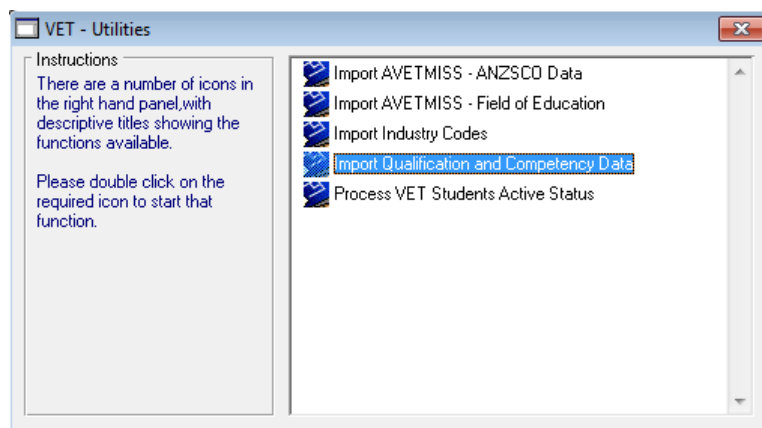 VET - Utilities
Instructions
There are a number of icons in
the right hand panel,with
descriptive titles showing the
functions available.
Please double click on the
required icon to start that
function.
Import AVETMISS - ANZSCO Data
Import AVETMISS - Field of Education
Import Industry Codes
Import Qualification and Competency Data
Process VET Students Active Status